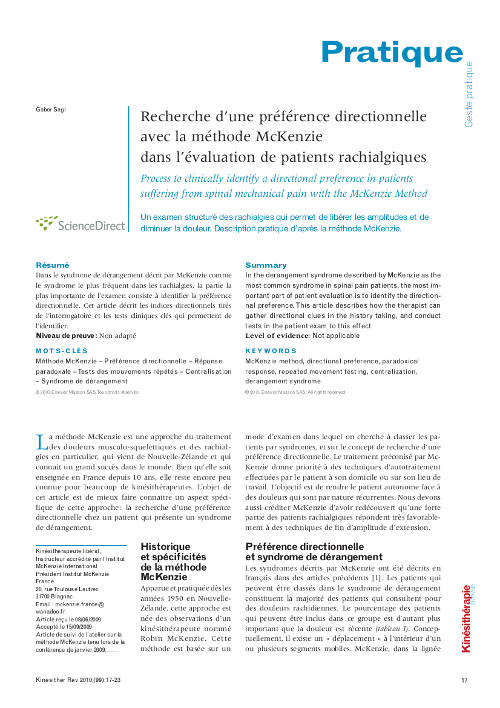 Pratique
Geste pratique
Gabor Sagi
Recherche d'une préférence directionnelle
avec la méthode McKenzie
dans l'évaluation de patients rachialgiques
Process to clinically identify a directional preference in patients
suffering from spinal mechanical pain with the McKenzie Method
ScienceDirect
Un examen structuré des rachialgies qui permet de libérer les amplitudes et de
diminuer la douleur. Description pratique d'après la méthode McKenzie.
Résumé
Dans le syndrome de dérangement décrit par McKenzie comme
le syndrome le plus fréquent dans les rachialgies, la partie la
plus importante de l'examen consiste à identifier la préférence
directionnelle. Cet article décrit les indices directionnels tirés
de l'interrogatoire et les tests cliniques clés qui permettent de
l'identifier.
Niveau de preuve : Non adapté
MOTS-CLÉS
Méthode McKenzie – Préférence directionnelle – Réponse
paradoxale – Tests des mouvements répétés – Centralisation
– Syndrome de dérangement
© 2010. Elsevier Masson SAS. Tous droits réservés
Summary
In the derangement syndrome described by McKenzie as the
most common syndrome in spinal pain patients, the most im-
portant part of patient evaluation is to identify the directio-
nal preference. This article describes how the therapist can
gather directional clues in the history taking, and conduct
tests in the patient exam to this effect
Level of evidence: Not applicable
KEYWORDS
McKenzie method, directional preference, paradoxical
response, repeated movement testing, centralization,
derangement syndrome
© 2010. Elsevier Masson SAS. All rights reserved
La méthode McKenzie est une approche du traitement
des douleurs musculo-squelettiques et des rachial-
gies en particulier, qui vient de Nouvelle-Zélande et qui
connaît un grand succès dans le monde. Bien qu'elle soit
enseignée en France depuis 10 ans, elle reste encore peu
connue pour beaucoup de kinésithérapeutes. L'objet de
cet article est de mieux faire connaître un aspect spéci-
fique de cette approche : la recherche d'une préférence
directionnelle chez un patient qui présente un syndrome
de dérangement.
Kinésithérapeute libéral,
Instructeur accrédité par l'Institut
McKenzie International
Président Institut McKenzie
France
20, rue Toulouse Lautrec
31700 Blagnac
Email : mckenzie.france@
wanadoo.fr
Article reçu le 08/06/2009
Accepté le 15/09/2009
Article de suivi de l'atelier sur la
méthode McKenzie tenu lors de la
conférence de janvier 2009,
Historique
et spécificités
de la méthode
McKenzie
Apparue et pratiquée dès les
années 1950 en Nouvelle-
Zélande, cette approche est
née des observations d'un
kinésithérapeute nommé
Robin McKenzie. Cette
méthode est basée sur un
mode d'examen dans lequel on cherche à classer les pa-
tients par syndromes, et sur le concept de recherche d'une
préférence directionnelle. Le traitement préconisé par Mc-
Kenzie donne priorité à des techniques d'autotraitement
effectuées par le patient à son domicile ou sur son lieu de
travail. L'objectif est de rendre le patient autonome face à
des douleurs qui sont par nature récurrentes. Nous devons
aussi créditer McKenzie d'avoir redécouvert qu'une forte
partie des patients rachialgiques répondent très favorable-
ment à des techniques de fin d'amplitude d'extension.
Préférence directionnelle
et syndrome de dérangement
Les syndromes décrits par McKenzie ont été décrits en
français dans des articles précédents [1]. Les patients qui
peuvent être classés dans le syndrome de dérangement
constituent la majorité des patients qui consultent pour
des douleurs rachidiennes. Le pourcentage des patients
qui peuvent être inclus dans ce groupe est d'autant plus
important que la douleur est récente (tableau I). Concep-
tuellement, il existe un « déplacement » à l'intérieur d'un
ou plusieurs segments mobiles. McKenzie, dans la lignée
Kinésithérapie
Kinesither Rev 2010;(99):17-23
17